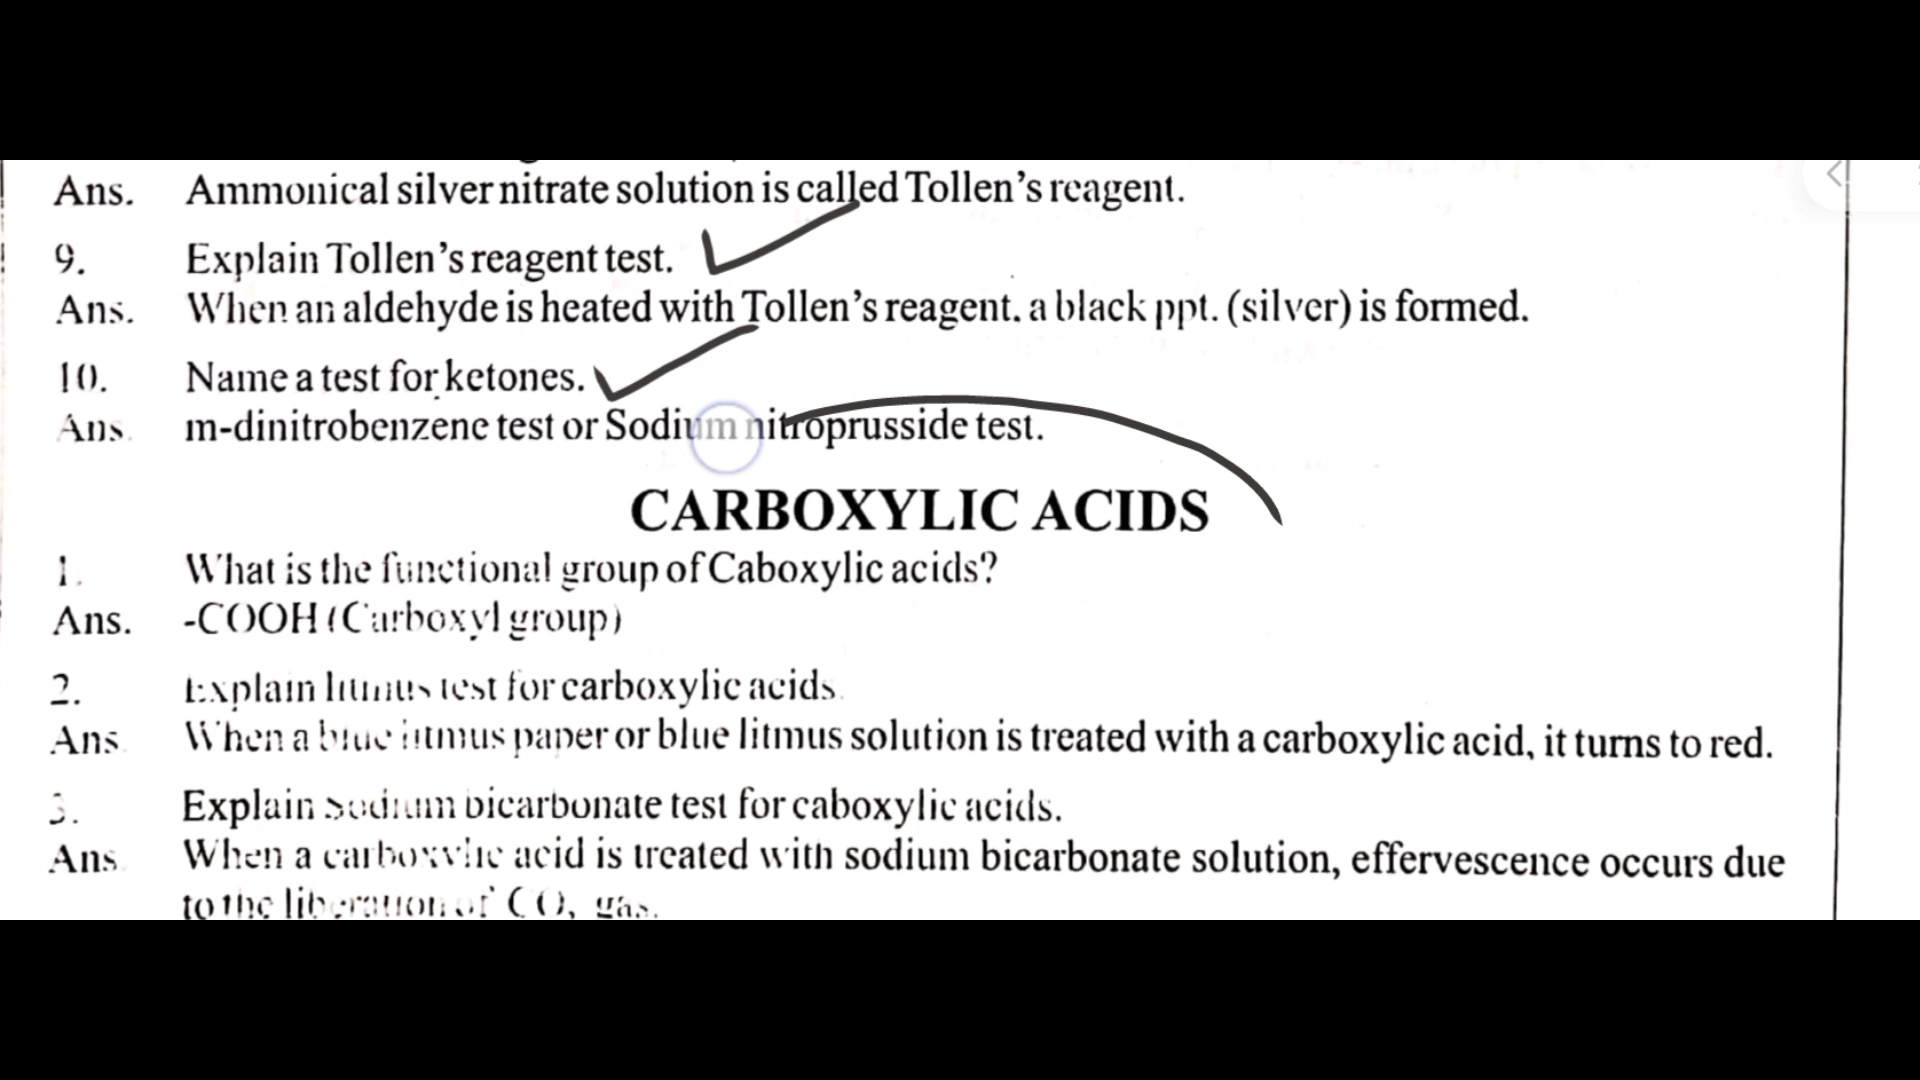 Ans. Ammonical silver nitrate solution is called Tollen's reagent.
9. Explain Tollen's reagent test.
Ans. When an aldehyde is heated with Tollen's reagent. a black ppt. (silver) is formed.
10. Name a test for ketones.
Ans. m-dinitrobenzene test or Sodium nitroprusside test.
CARBOXYLIC ACIDS
1. What is the functional group of Caboxylic acids?
Ans. -COOH (Carboxyl group)
2. Explain litmus test for carboxylic acids.
Ans. When a blue litmus paper or blue litmus solution is treated with a carboxylic acid, it turns to red.
3. Explain sodium bicarbonate test for caboxylic acids.
Ans. When a carboxylic acid is treated with sodium bicarbonate solution, effervescence occurs due
to the liberation of CO₂ gas.